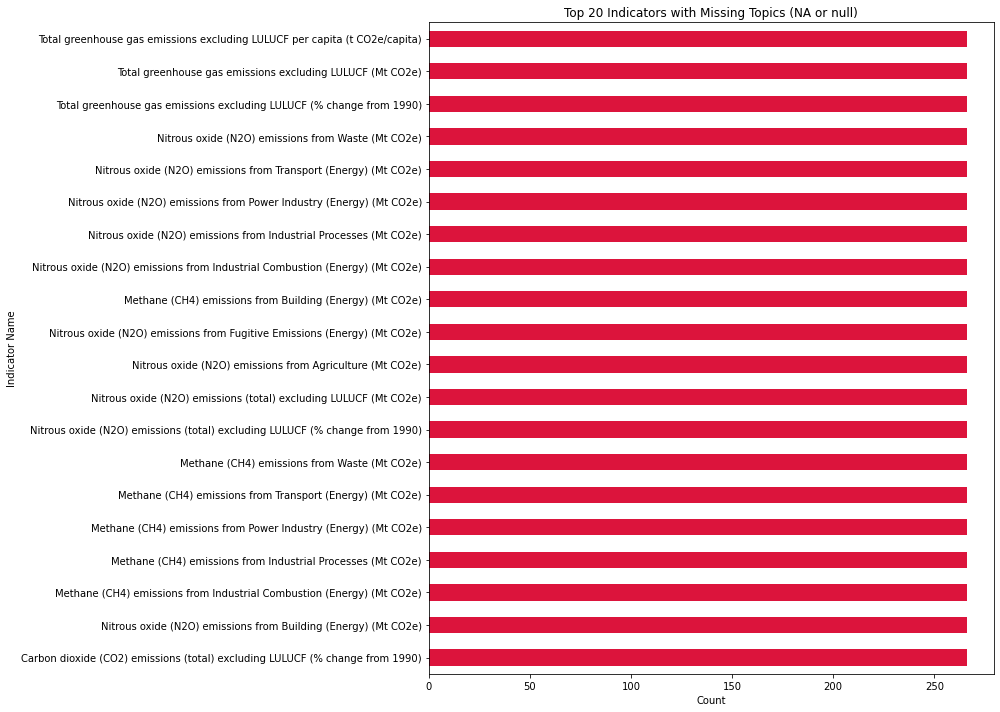 Top 20 Indicators with Missing Topics (NA or null)
Total greenhouse gas emissions excluding LULUCF per capita (t CO2e/capita)
Total greenhouse gas emissions excluding LULUCF (Mt CO2e)
Total greenhouse gas emissions excluding LULUCF (% change from 1990)
Nitrous oxide (N2O) emissions from Waste (Mt CO2e)
Nitrous oxide (N2O) emissions from Transport (Energy) (Mt CO2e)
Nitrous oxide (N2O) emissions from Power Industry (Energy) (Mt CO2e)
Nitrous oxide (N2O) emissions from Industrial Processes (Mt CO2e)
Nitrous oxide (N2O) emissions from Industrial Combustion (Energy) (Mt CO2e)
Methane (CH4) emissions from Building (Energy) (Mt CO2e)
Nitrous oxide (N2O) emissions from Fugitive Emissions (Energy) (Mt CO2e)
Nitrous oxide (N2O) emissions from Agriculture (Mt CO2e)
Nitrous oxide (N2O) emissions (total) excluding LULUCF (Mt CO2e)
Nitrous oxide (N2O) emissions (total) excluding LULUCF (% change from 1990)
Methane (CH4) emissions from Waste (Mt CO2e)
Methane (CH4) emissions from Transport (Energy) (Mt CO2e)
Methane (CH4) emissions from Power Industry (Energy) (Mt CO2e)
Methane (CH4) emissions from Industrial Processes (Mt CO2e)
Methane (CH4) emissions from Industrial Combustion (Energy) (Mt CO2e)
Nitrous oxide (N2O) emissions from Building (Energy) (Mt CO2e)
Carbon dioxide (CO2) emissions (total) excluding LULUCF (% change from 1990)
Indicator Name
0 50 100 150 200 250
Count